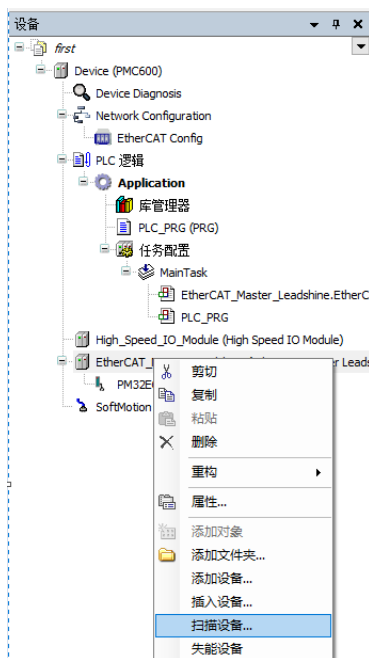 设备
first
Device (PMC600)
Device Diagnosis
Network Configuration
EtherCAT Config
PLC 逻辑
Application
库管理器
PLC_PRG (PRG)
任务配置
MainTask
EtherCAT_Master_Leadshine.EtherC
PLC_PRG
High_Speed_IO_Module (High Speed IO Module)
EtherCAT_ Leads
PM32E
SoftMotion
剪切
复制
粘贴
删除
重构
属性...
添加对象
添加文件夹...
添加设备...
插入设备...
扫描设备...
失能设备